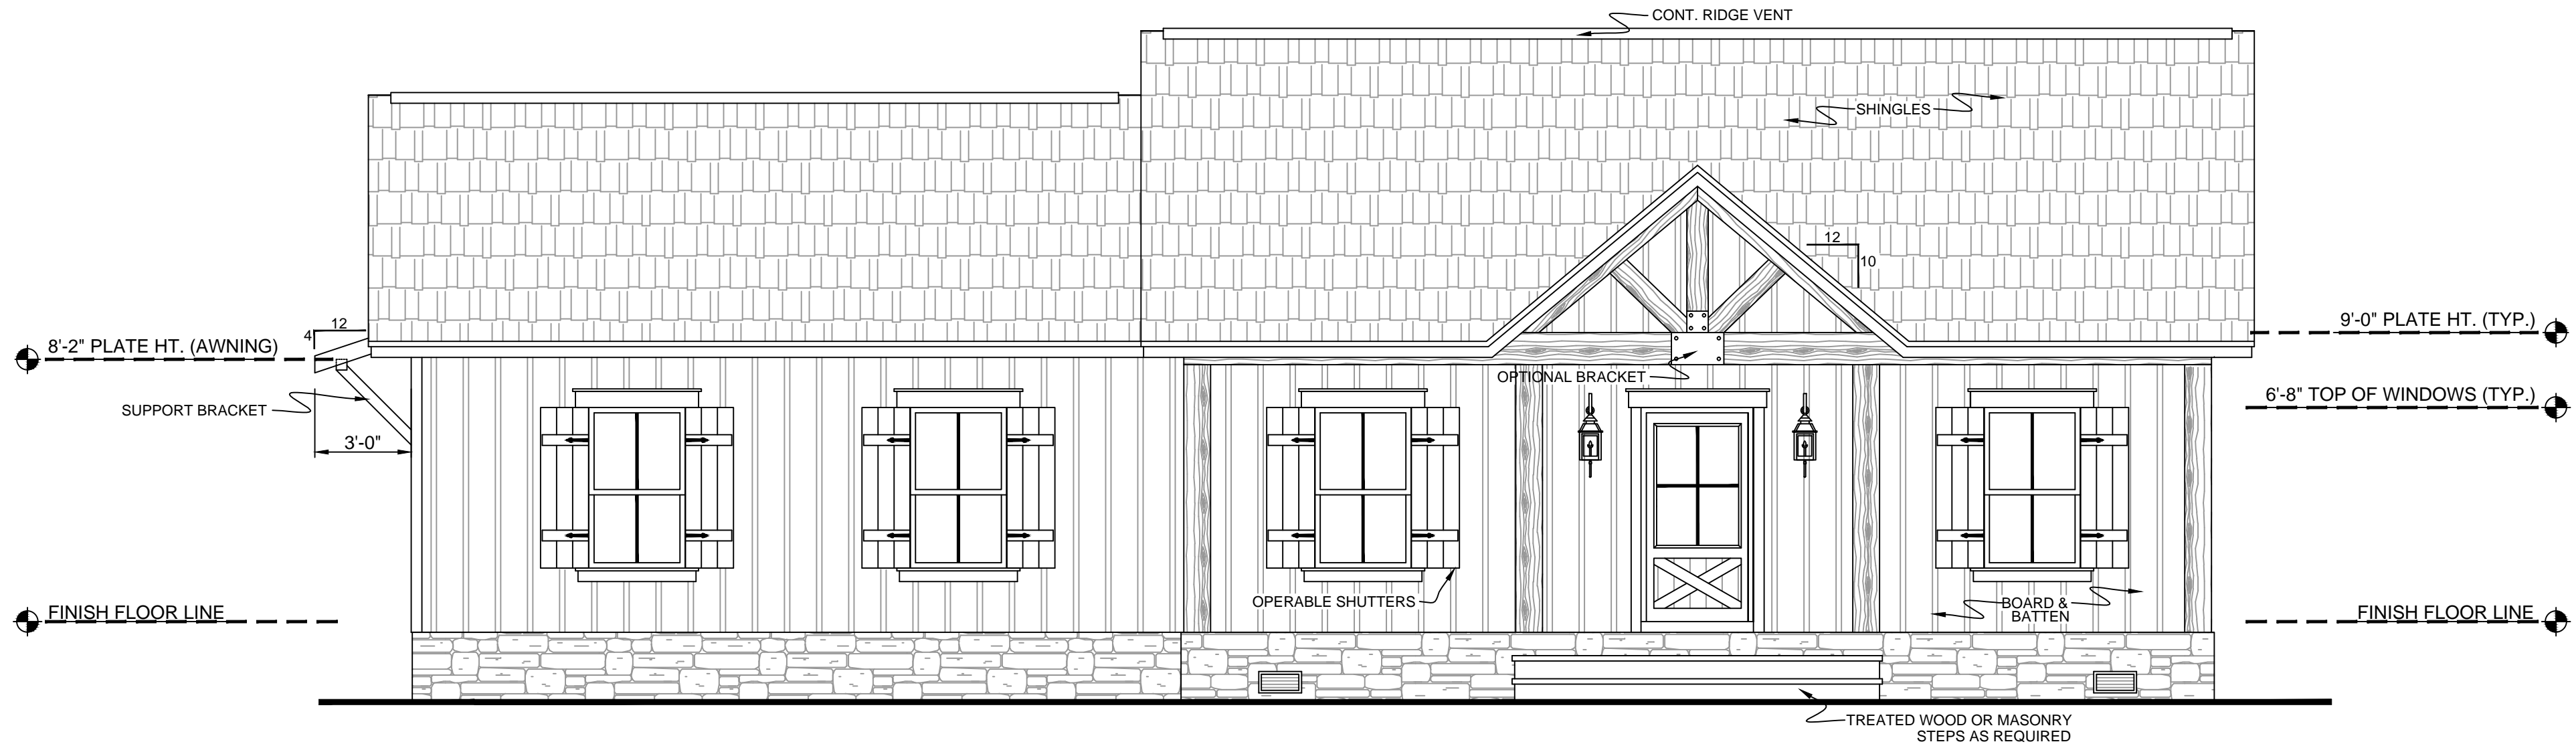 CONT. RIDGE VENT
SHINGLES
12
10
12
4
8'-2" PLATE HT. (AWNING)
9'-0" PLATE HT. (TYP.)
OPTIONAL BRACKET
6'-8" TOP OF WINDOWS (TYP.)
SUPPORT BRACKET
3'-0"
OPERABLE SHUTTERS
BOARD &
BATTEN
FINISH FLOOR LINE
FINISH FLOOR LINE
TREATED WOOD OR MASONRY
STEPS AS REQUIRED